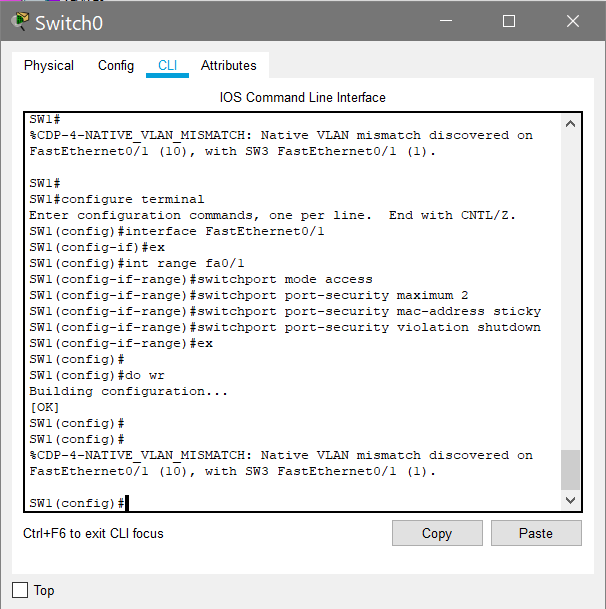 Switch0
Physical Config CLI Attributes
IOS Command Line Interface
SW1#
%CDP-4-NATIVE_VLAN_MISMATCH: Native VLAN mismatch discovered on
FastEthernet0/1 (10), with SW3 FastEthernet0/1 (1).
SW1#
SW1#configure terminal
Enter configuration commands, one per line.  End with CNTL/Z.
SW1(config)#interface FastEthernet0/1
SW1(config-if)#ex
SW1(config)#int range fa0/1
SW1(config-if-range)#switchport mode access
SW1(config-if-range)#switchport port-security maximum 2
SW1(config-if-range)#switchport port-security mac-address sticky
SW1(config-if-range)#switchport port-security violation shutdown
SW1(config-if-range)#ex
SW1(config)#
SW1(config)#do wr
Building configuration...
[OK]
SW1(config)#
SW1(config)#
%CDP-4-NATIVE_VLAN_MISMATCH: Native VLAN mismatch discovered on
FastEthernet0/1 (10), with SW3 FastEthernet0/1 (1).
SW1(config)#
Ctrl+F6 to exit CLI focus
Copy Paste
Top